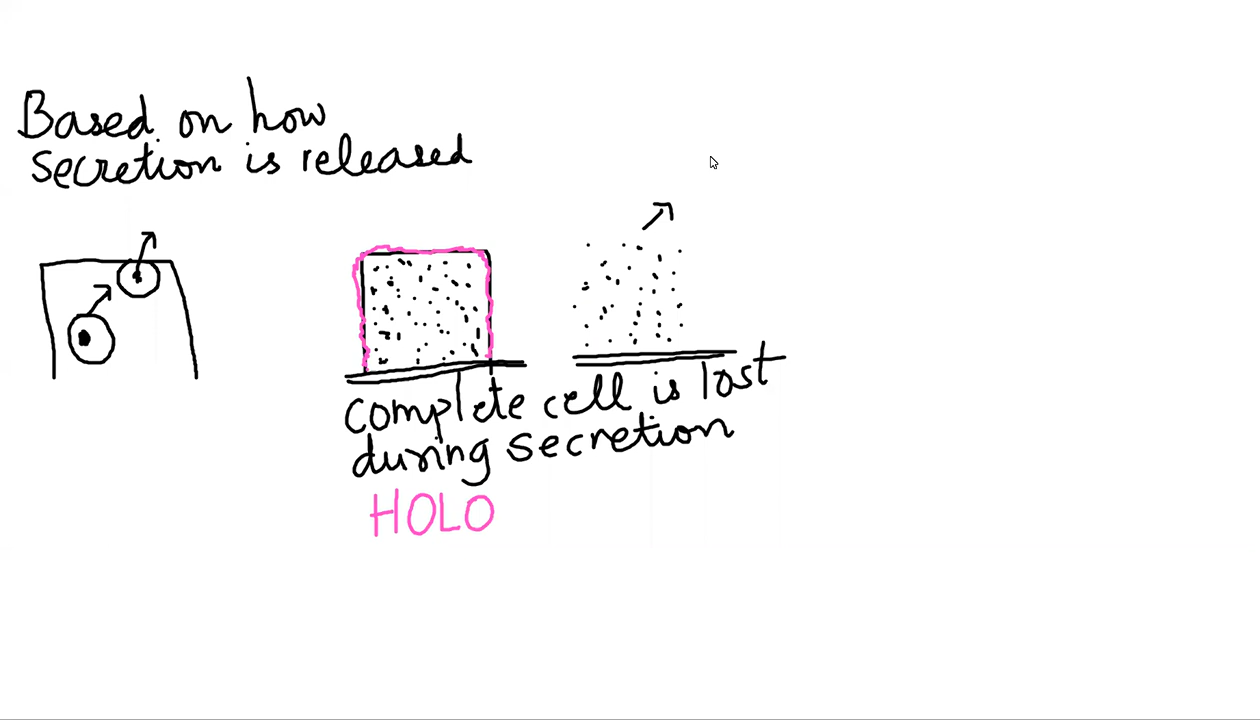 Based on how
secretion is released
complete cell is lost
during secretion
HOLO